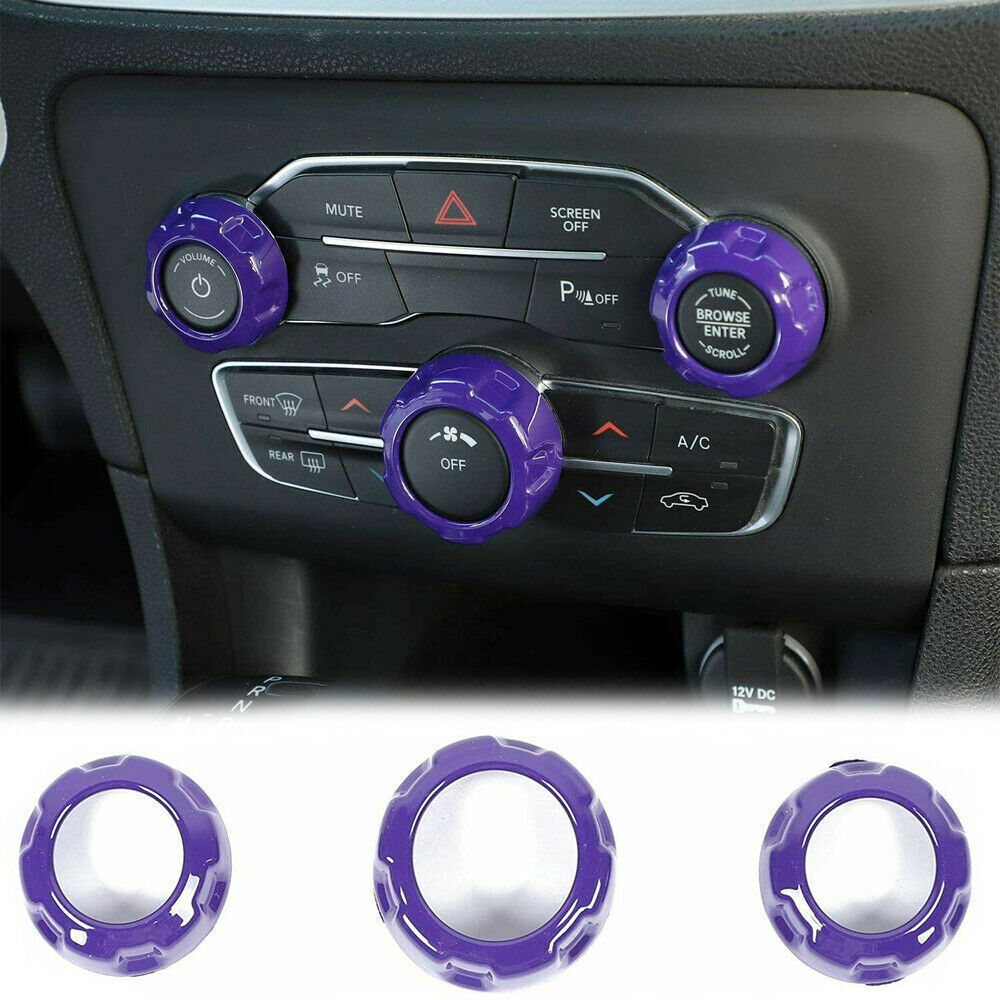 MUTE
SCREEN
OFF
VOLUME
OFF
P OFF
TUNE
BROWSE
ENTER
SCROLL
FRONT
OFF
A/C
REAR
12V DC
P
R
N